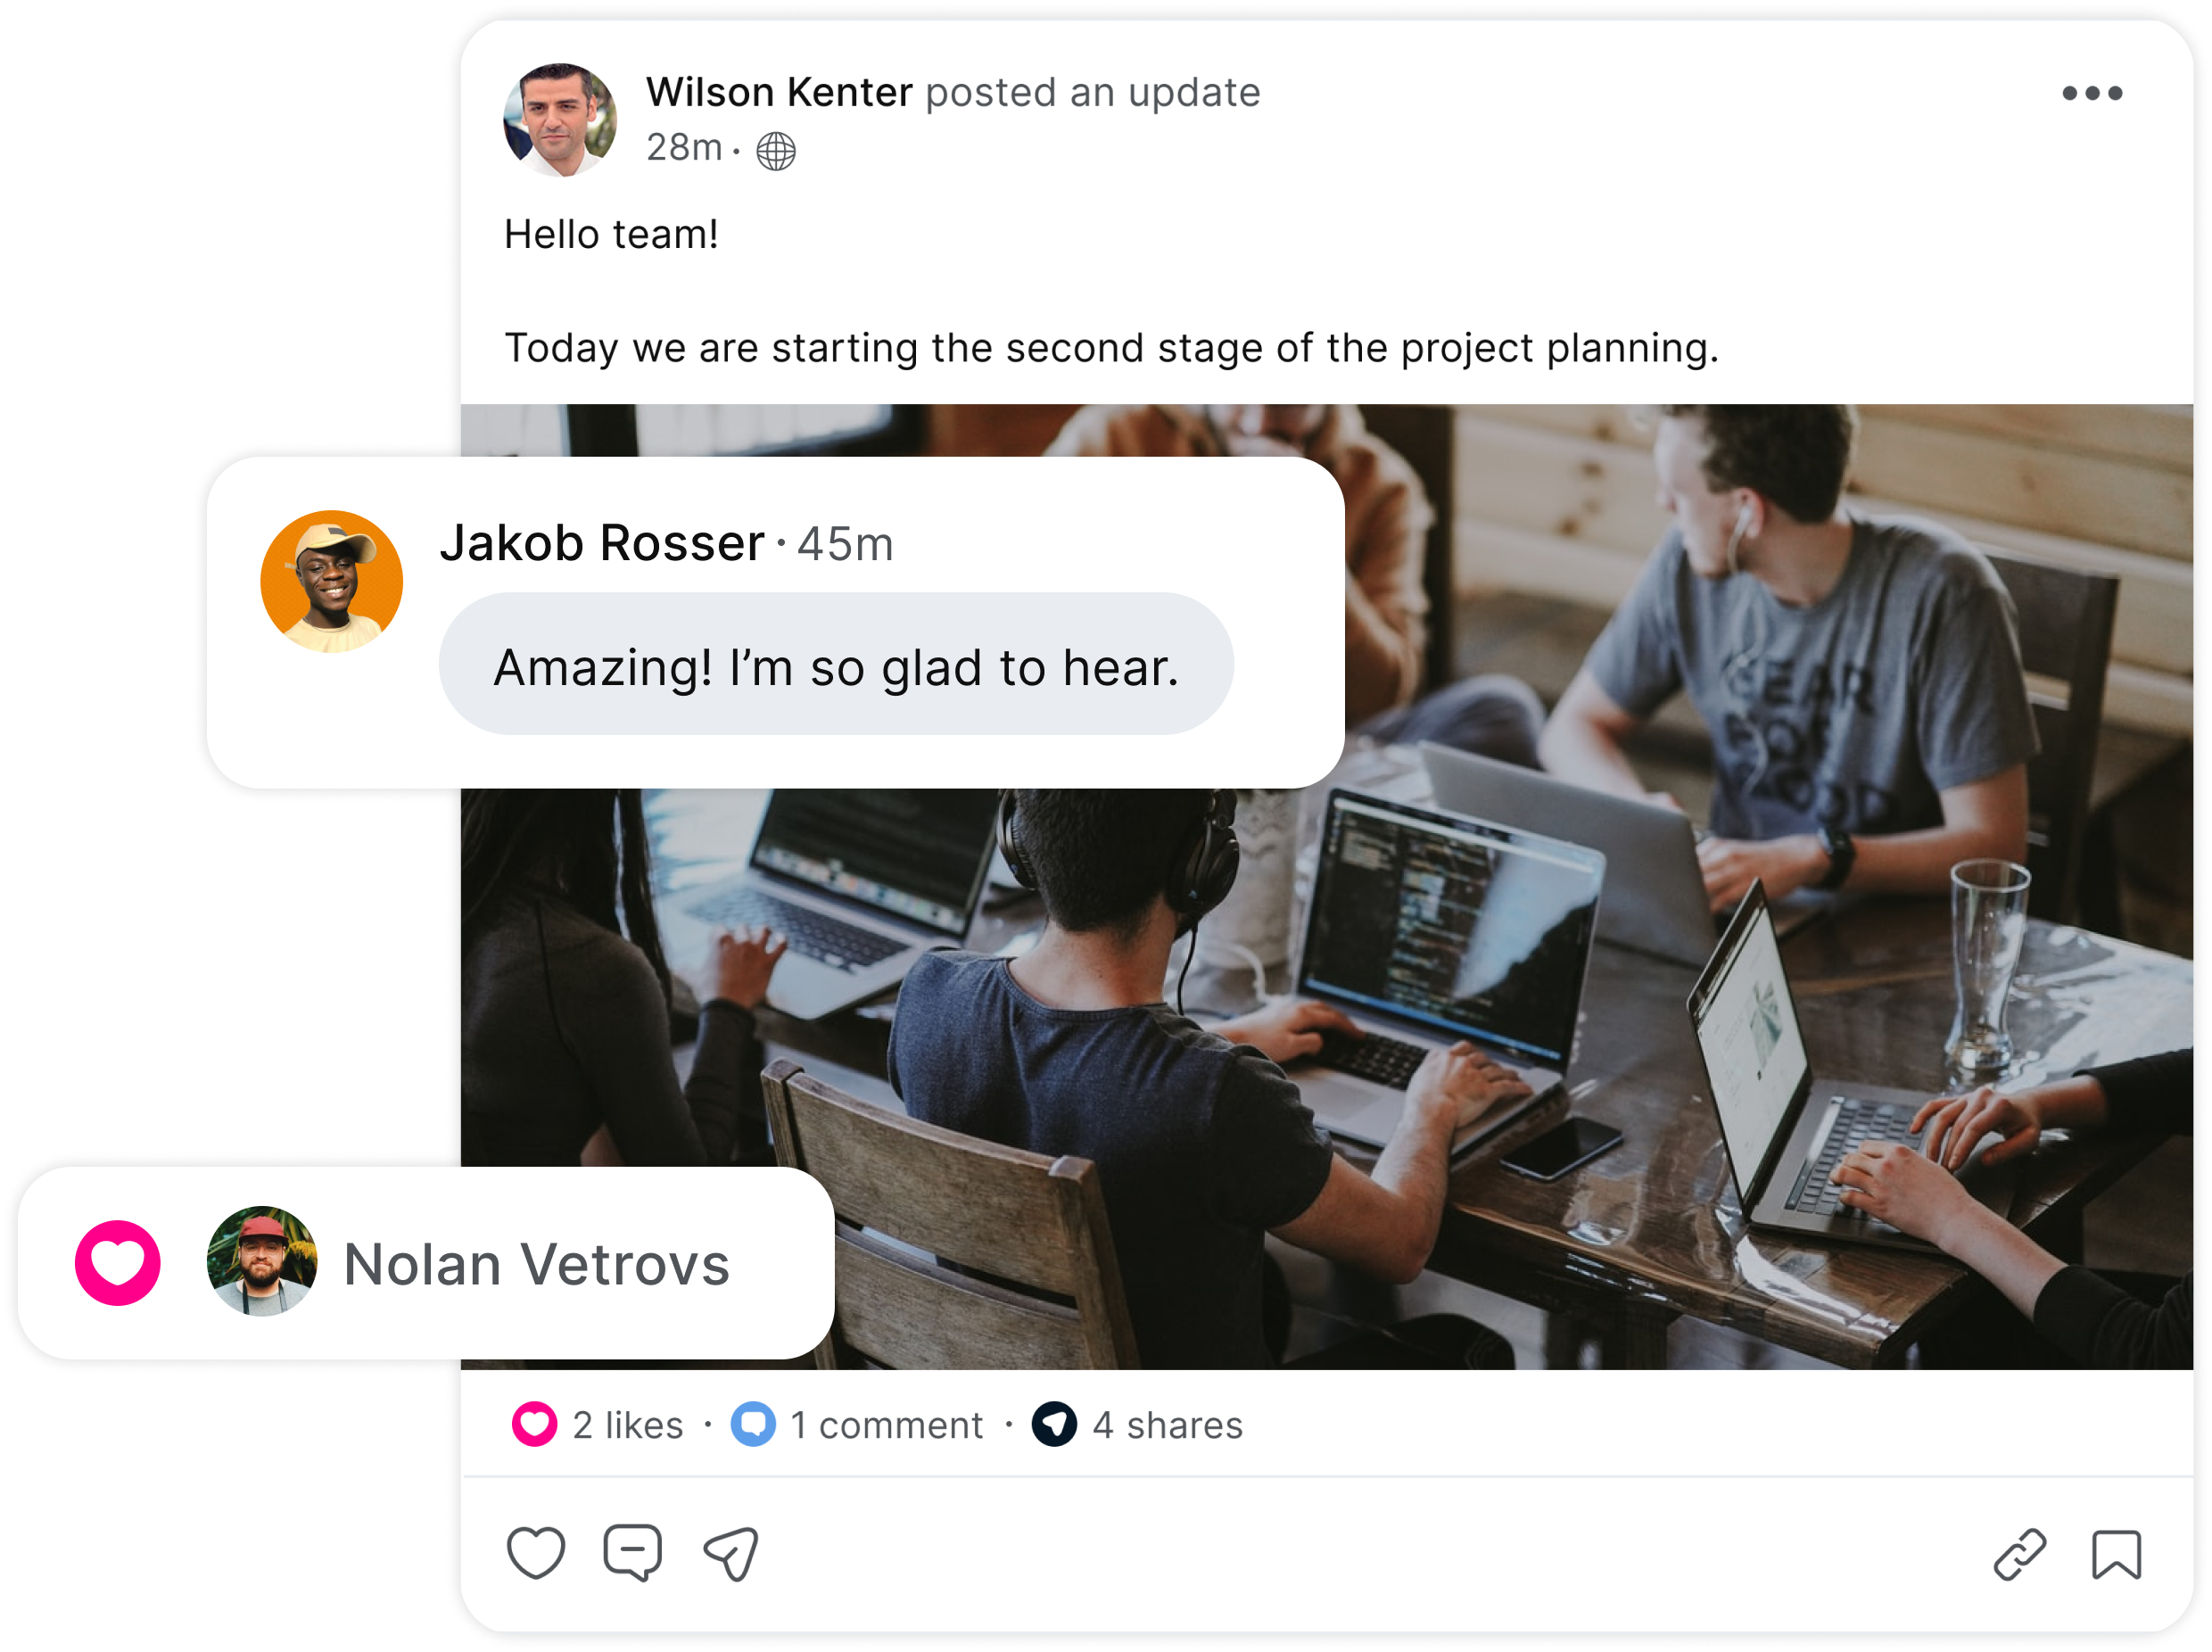 Wilson Kenter posted an update
28m ·
Hello team!
Today we are starting the second stage of the project planning.
Jakob Rosser · 45m
Amazing! I’m so glad to hear.
Nolan Vetrovs
2 likes · 1 comment · 4 shares